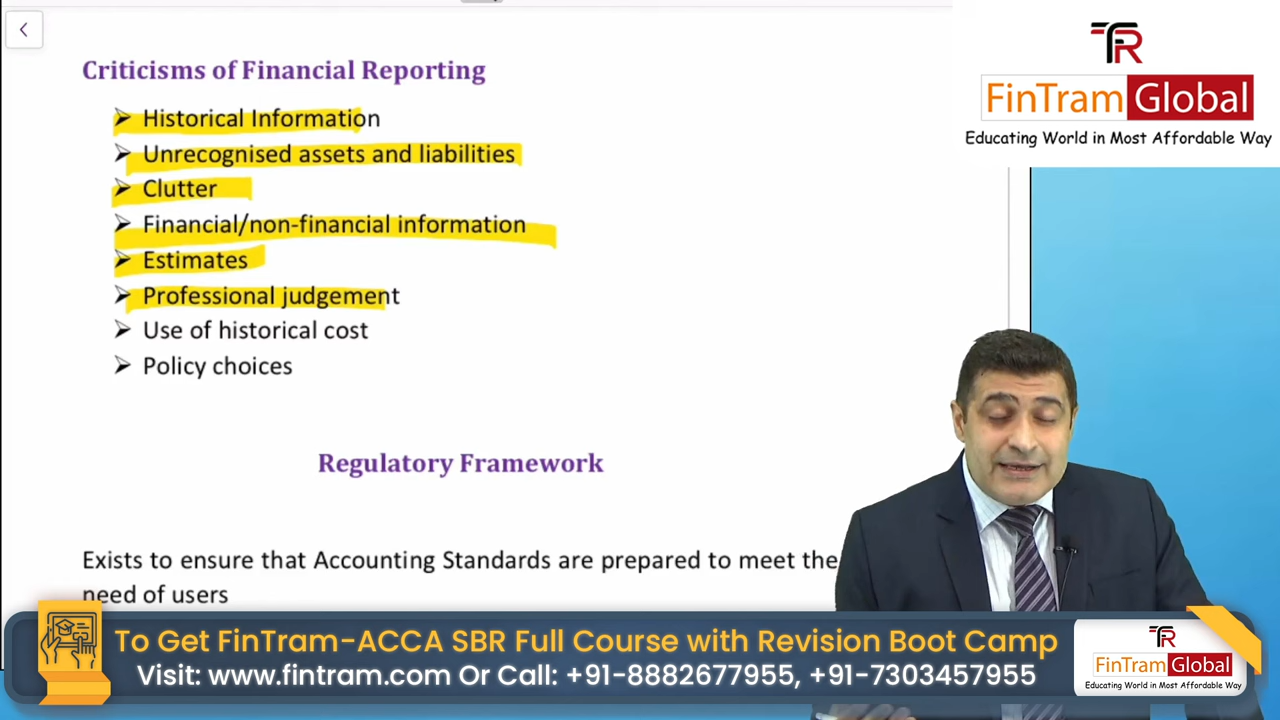 Criticisms of Financial Reporting
➢ Historical Information
➢ Unrecognised assets and liabilities
➢ Clutter
➢ Financial/non-financial information
➢ Estimates
➢ Professional judgement
➢ Use of historical cost
➢ Policy choices
Regulatory Framework
Exists to ensure that Accounting Standards are prepared to meet the
need of users
FR
FinTram Global
Educating World in Most Affordable Way
To Get FinTram-ACCA SBR Full Course with Revision Boot Camp
Visit: www.fintram.com Or Call: +91-8882677955, +91-7303457955
FR
FinTram Global
Educating World in Most Affordable Way